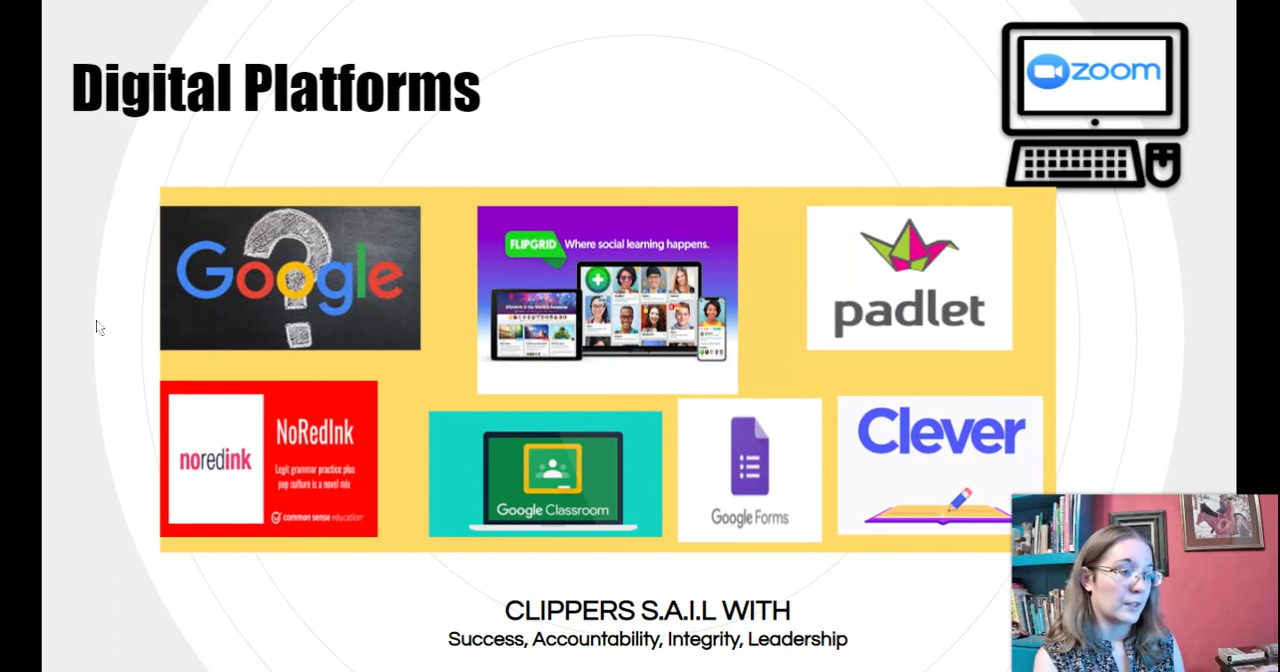 Digital Platforms
zoom
Google
FLIPGRID Where social learning happens.
padlet
noredink
NoRedInk
Legit grammar practice plus
pop culture is a novel mix
common sense education
Google Classroom
Google Forms
Clever
CLIPPERS S.A.I.L WITH
Success, Accountability, Integrity, Leadership